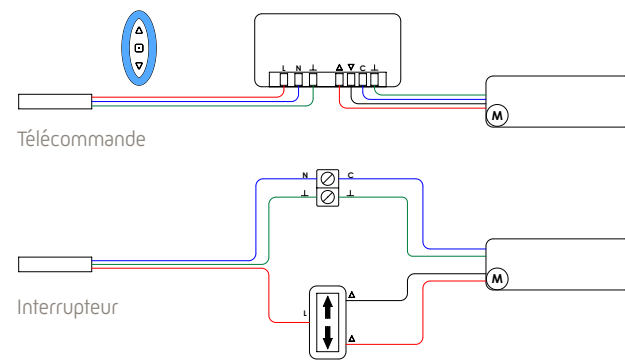 L N ⊥ △ ▽ C ⊥
M
Télécommande
N C
⊥ ⊥
M
L △
△
Interrupteur